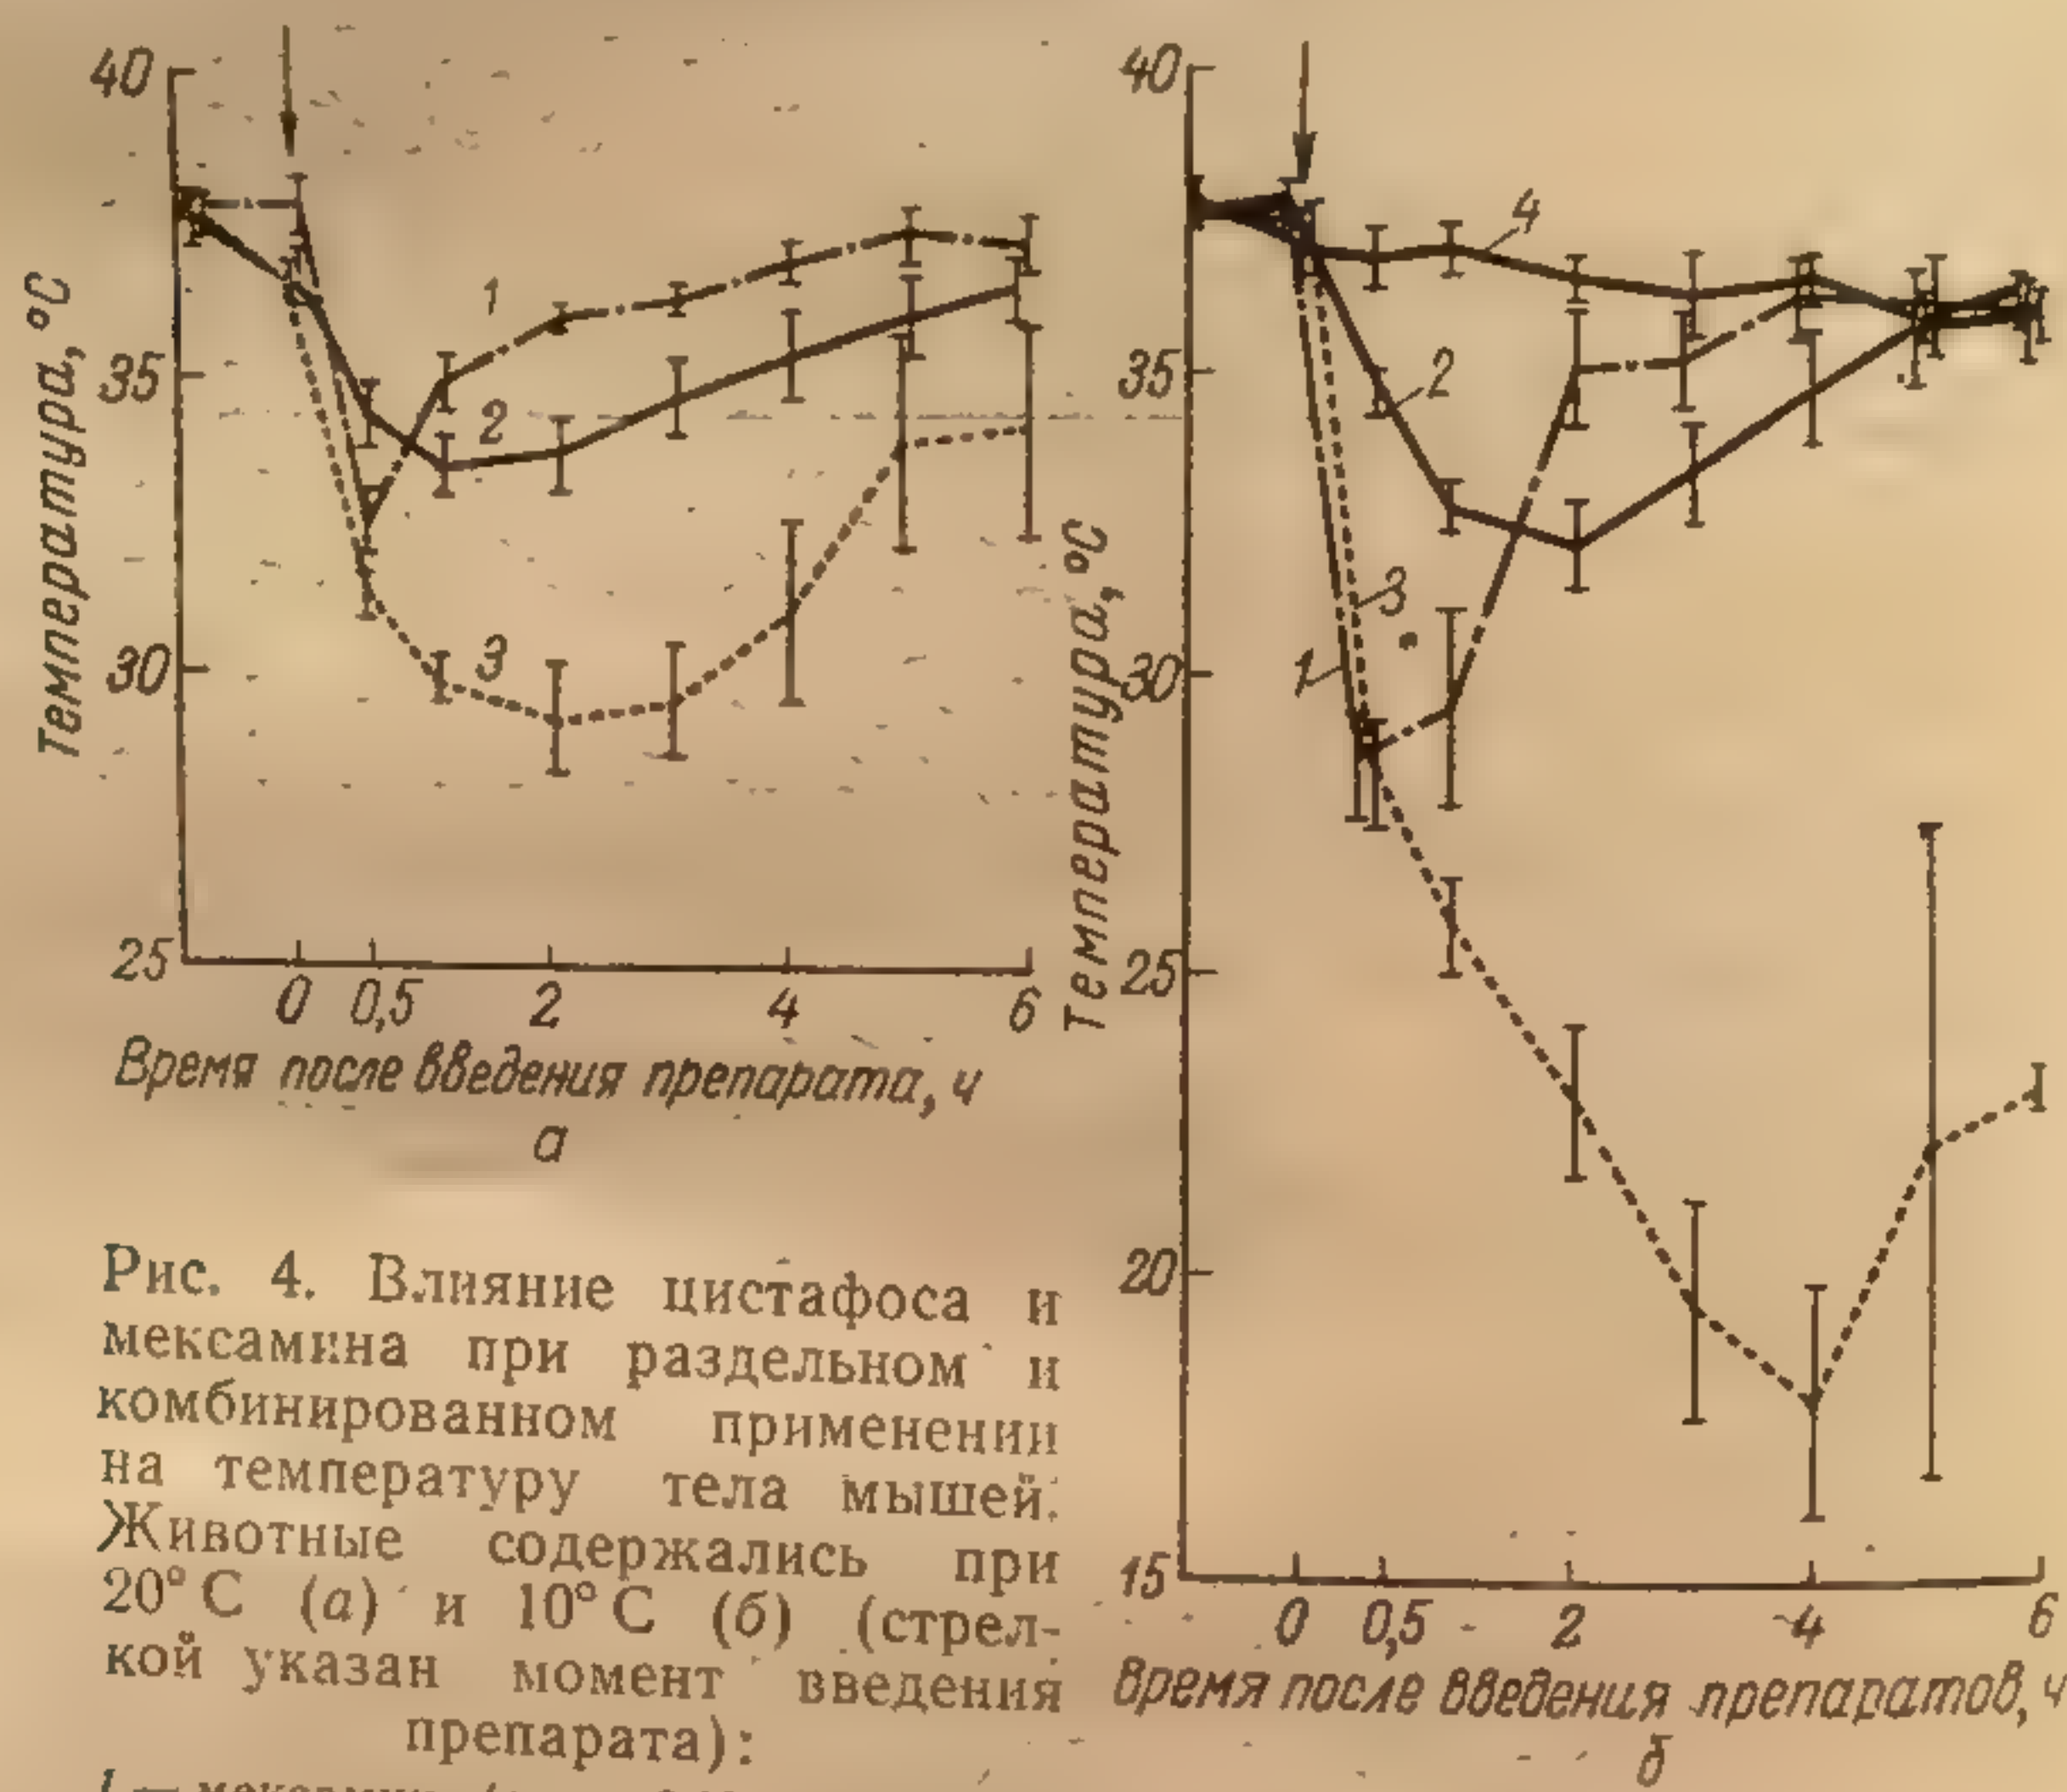 40
35
30
25
Температура, °С
1
2
3
0 0,5 2 4 6
Время после введения препарата, ч
а
40
35
30
25
20
15
Температура, °С
4
2
3
1
0 0,5 2 4 6
Время после введения препаратов, ч
б
Рис. 4. Влияние цистафоса и
мексамина при раздельном и
комбинированном применении
на температуру тела мышей.
Животные содержались при
20° С (а) и 10° С (б) (стрел-
кой указан момент введения
препарата):